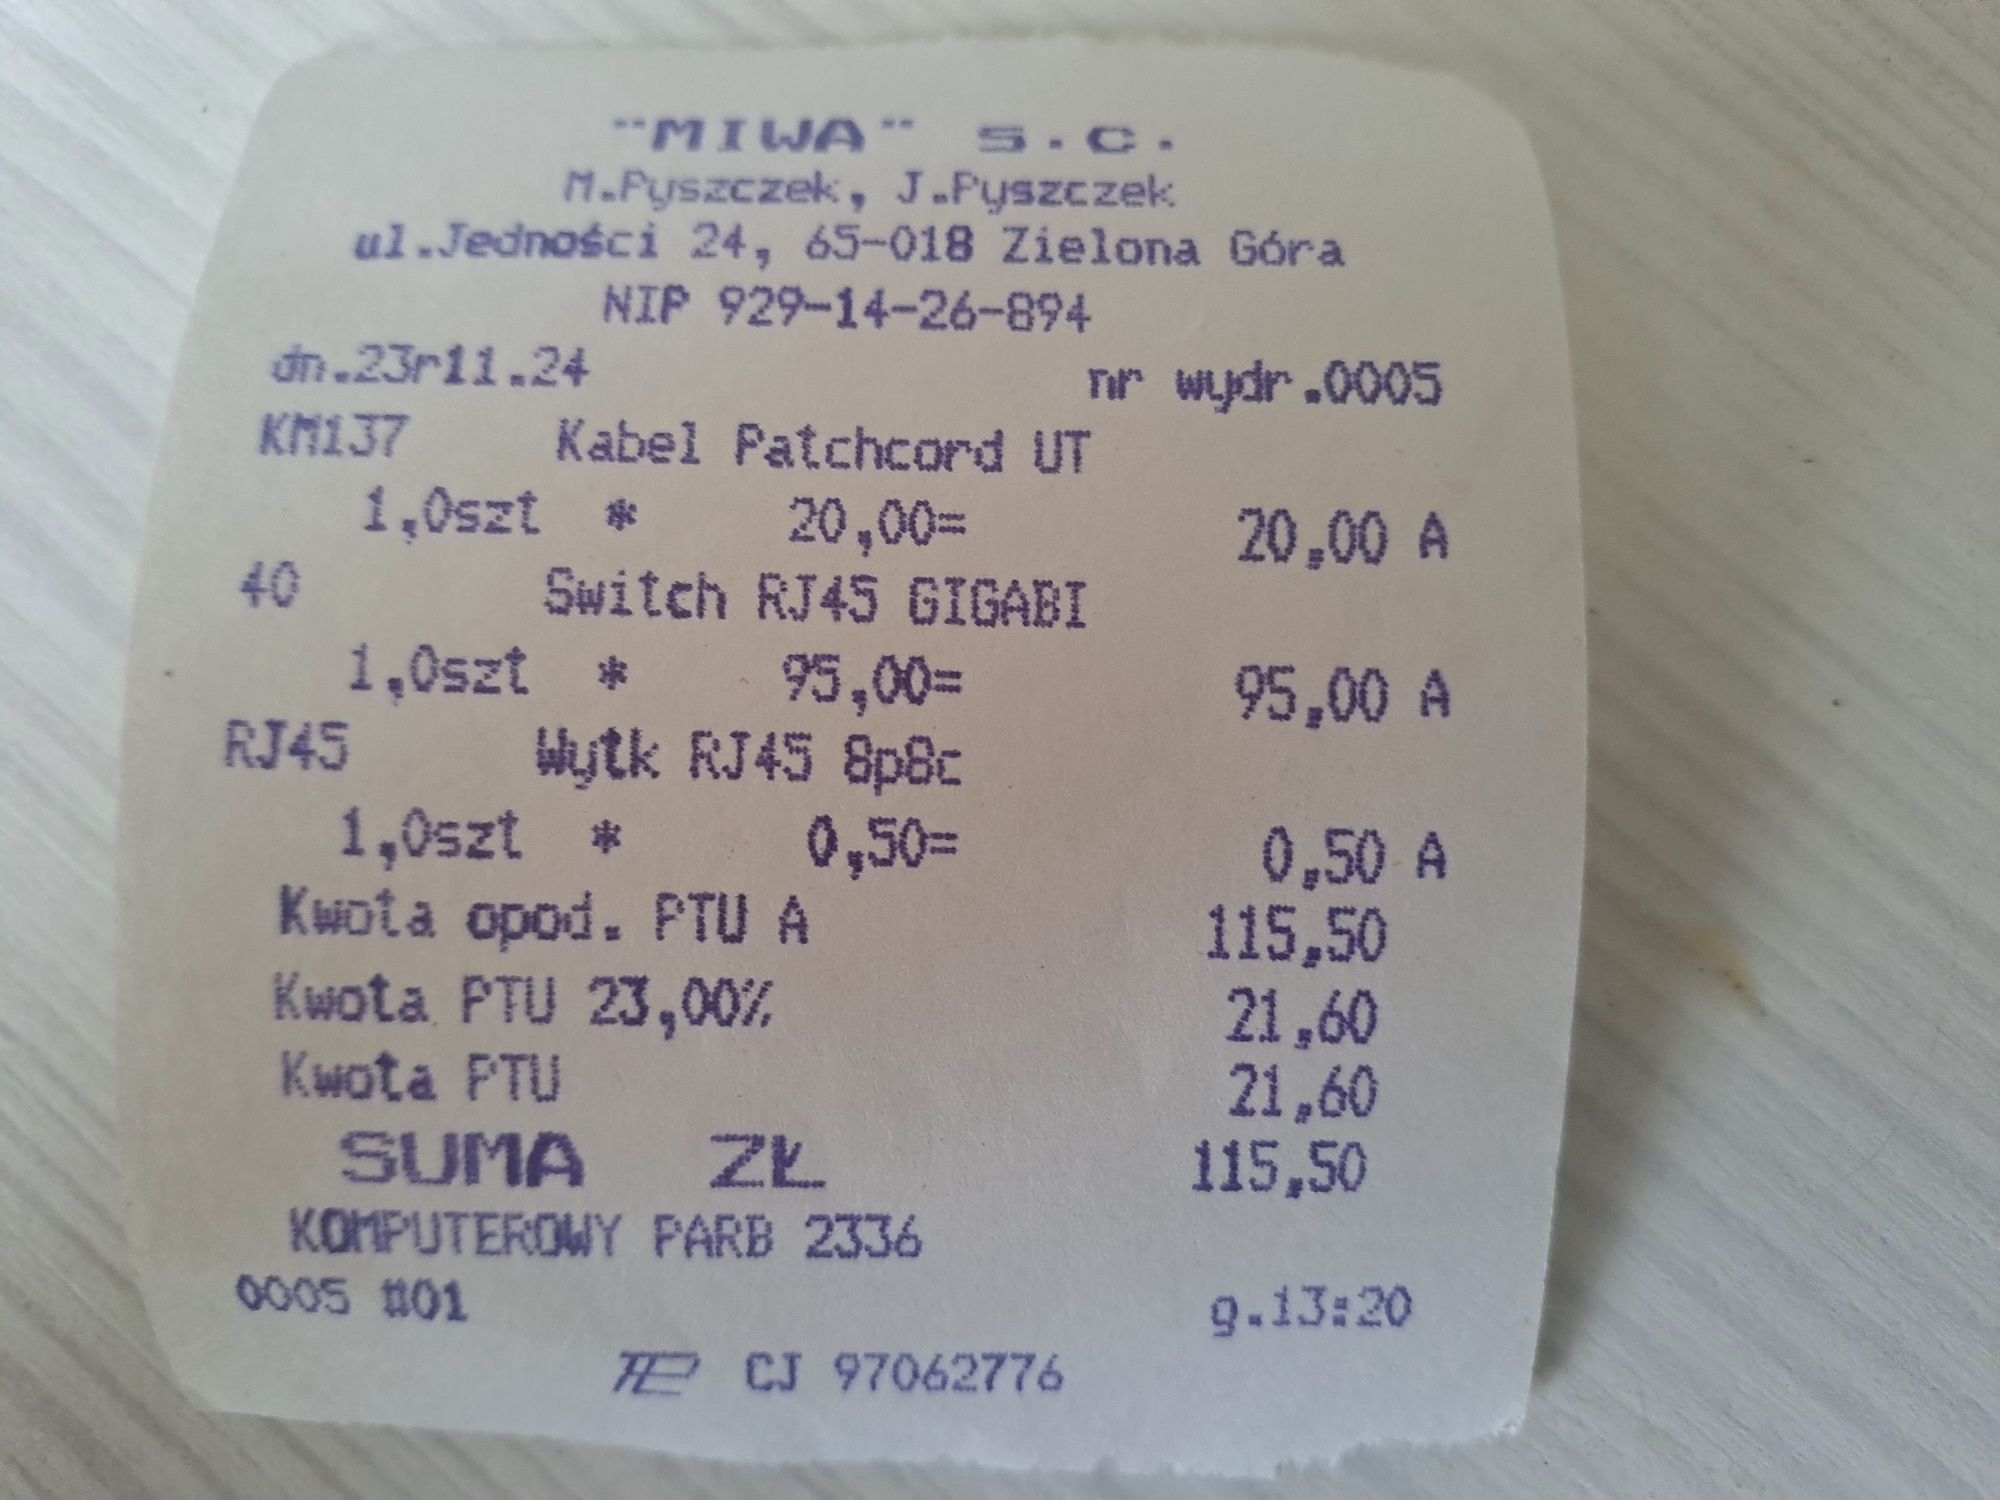 "MIWA" S.C.
M.Pyszczek, J.Pyszczek
ul.Jedności 24, 65-018 Zielona Góra
NIP 929-14-26-894
dn.23r11.24 nr wydr.0005
KM137 Kabel Patchcord UT
1,0szt * 20,00= 20,00 A
40 Switch RJ45 GIGABI
1,0szt * 95,00= 95,00 A
RJ45 Wytk RJ45 8p8c
1,0szt * 0,50= 0,50 A
Kwota opod. PTU A 115,50
Kwota PTU 23,00% 21,60
Kwota PTU 21,60
SUMA ZŁ 115,50
KOMPUTEROWY PARB 2336
0005 #01 g.13:20
CJ 97062776